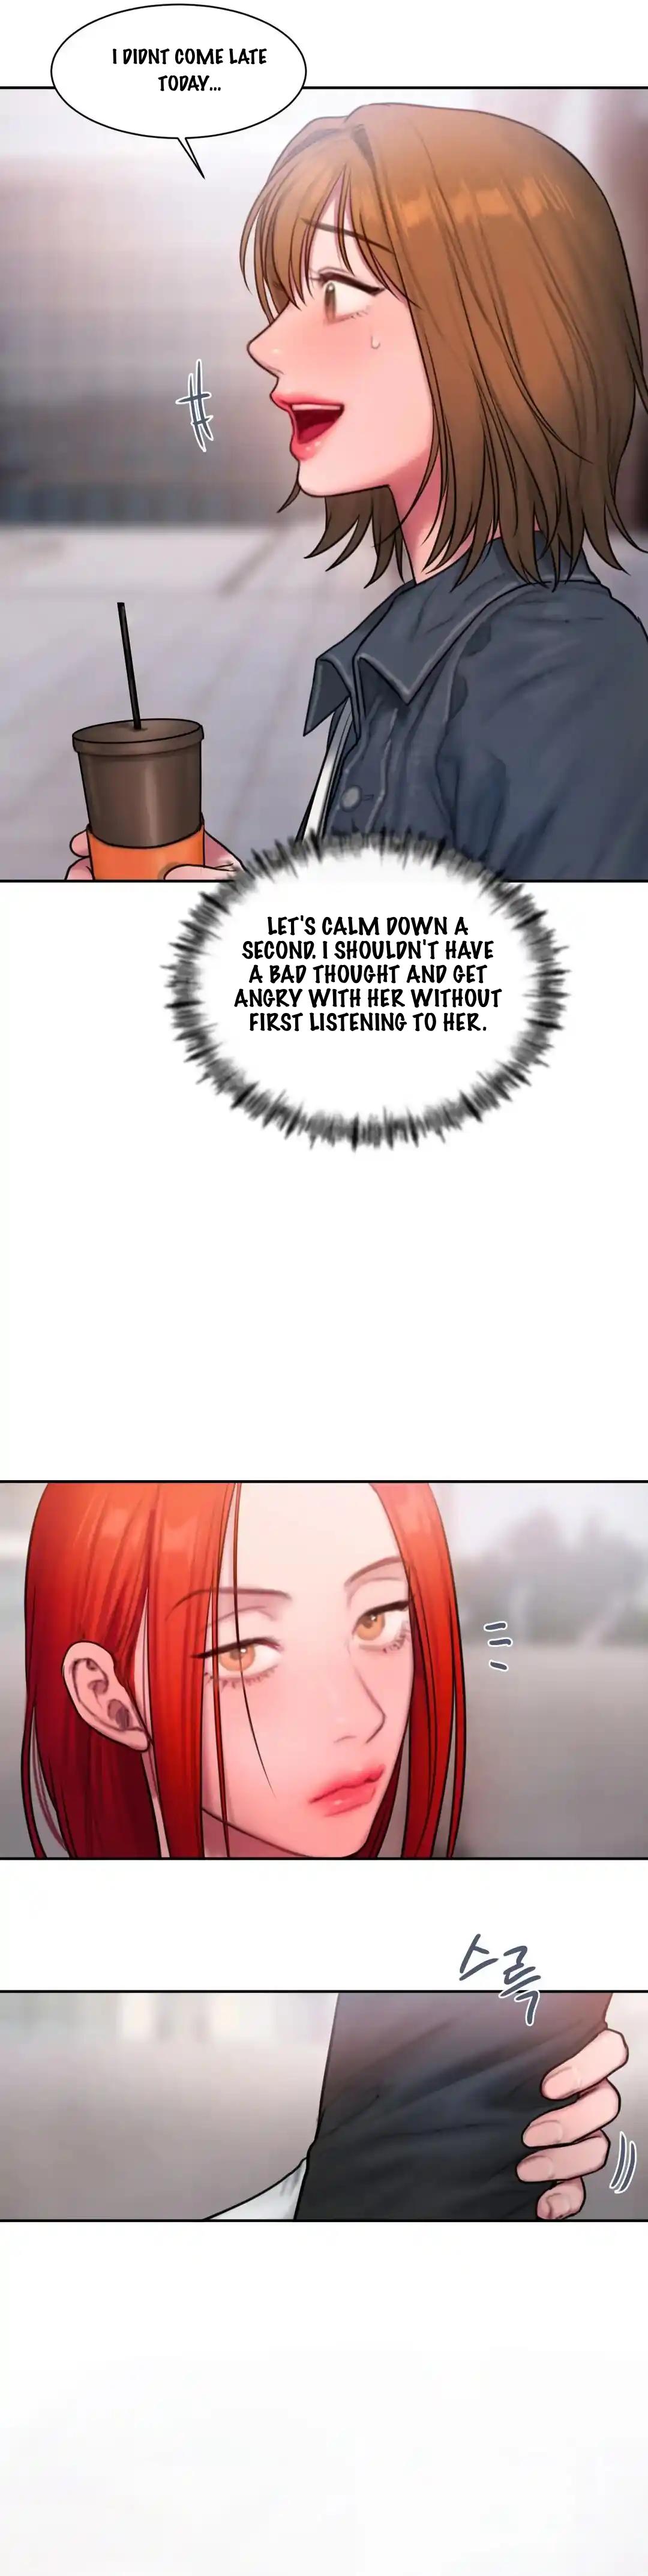 I DIDNT COME LATE
TODAY...
LET'S CALM DOWN A
SECOND. I SHOULDN'T HAVE
A BAD THOUGHT AND GET
ANGRY WITH HER WITHOUT
FIRST LISTENING TO HER.
스륵